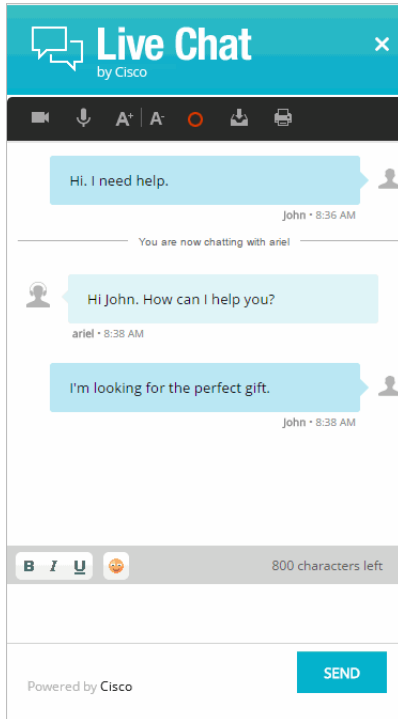 Live Chat
by Cisco
A+ A-
Hi. I need help.
John • 8:36 AM
You are now chatting with ariel
Hi John. How can I help you?
ariel • 8:38 AM
I'm looking for the perfect gift.
John • 8:38 AM
B I U 800 characters left
SEND
Powered by Cisco